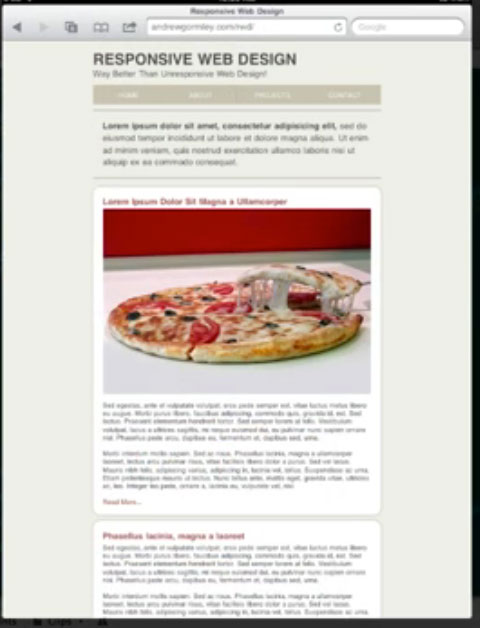 Responsive Web Design
andrewgormley.com/rwd/
Google
RESPONSIVE WEB DESIGN
Way Better Than Unresponsive Web Design!
HOME ABOUT PROJECTS CONTACT
Lorem ipsum dolor sit amet, consectetur adipisicing elit, sed do
eiusmod tempor incididunt ut labore et dolore magna aliqua. Ut enim
ad minim veniam, quis nostrud exercitation ullamco laboris nisi ut
aliquip ex ea commodo consequat.
Lorem Ipsum Dolor Sit Magna a Ullamcorper
Sed egestas, ante et vulputate volutpat, eros pede semper est, vitae luctus metus libero
eu augue. Morbi purus libero, faucibus adipiscing, commodo quis, gravida id, est. Sed
lectus. Praesent elementum hendrerit tortor. Sed semper lorem at felis. Vestibulum
volutpat, lacus a ultrices sagittis, mi neque euismod dui, eu pulvinar nunc sapien ornare
nisl. Phasellus pede arcu, dapibus eu, fermentum et, dapibus sed, urna.
Morbi interdum mollis sapien. Sed ac risus. Phasellus lacinia, magna a ullamcorper
laoreet, lectus arcu pulvinar risus, vitae facilisis libero dolor a purus. Sed vel lacus.
Mauris nibh felis, adipiscing varius, adipiscing in, lacinia vel, tellus. Suspendisse ac urna.
Etiam pellentesque mauris ut lectus. Nunc tellus ante, mattis eget, gravida vitae, ultricies
ac, leo. Integer leo pede, ornare a, lacinia eu, vulputate vel, nisl.
Read More...
Phasellus lacinia, magna a laoreet
Sed egestas, ante et vulputate volutpat, eros pede semper est, vitae luctus metus libero
eu augue. Morbi purus libero, faucibus adipiscing, commodo quis, gravida id, est. Sed
lectus. Praesent elementum hendrerit tortor. Sed semper lorem at felis. Vestibulum
volutpat, lacus a ultrices sagittis, mi neque euismod dui, eu pulvinar nunc sapien ornare
nisl. Phasellus pede arcu, dapibus eu, fermentum et, dapibus sed, urna.
Morbi interdum mollis sapien. Sed ac risus. Phasellus lacinia, magna a ullamcorper
laoreet, lectus arcu pulvinar risus, vitae facilisis libero dolor a purus. Sed vel lacus.
Mauris nibh felis, adipiscing varius, adipiscing in, lacinia vel, tellus. Suspendisse ac urna.